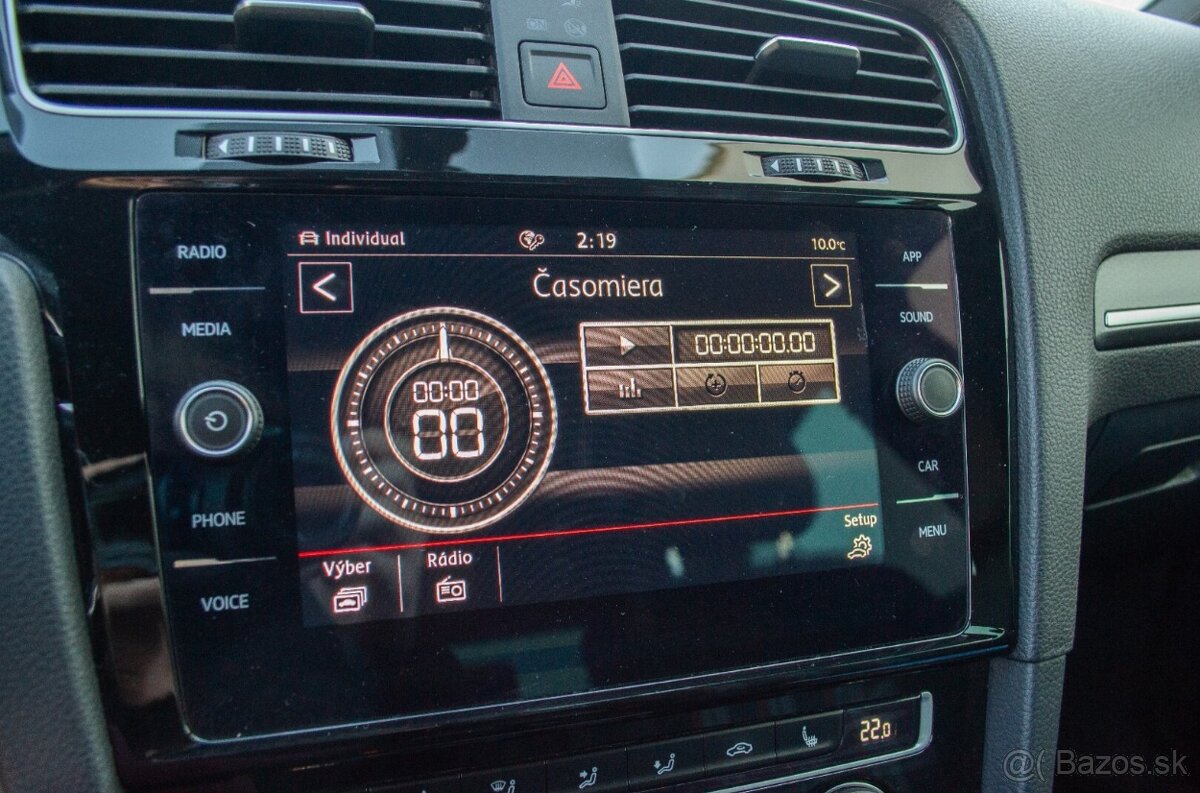 RADIO
MEDIA
PHONE
VOICE
Individual
2:19
10.0°C
Časomiera
00:00
00
00:00:00.00
Setup
Výber
Rádio
APP
SOUND
CAR
MENU
22.0
@( Bazos.sk